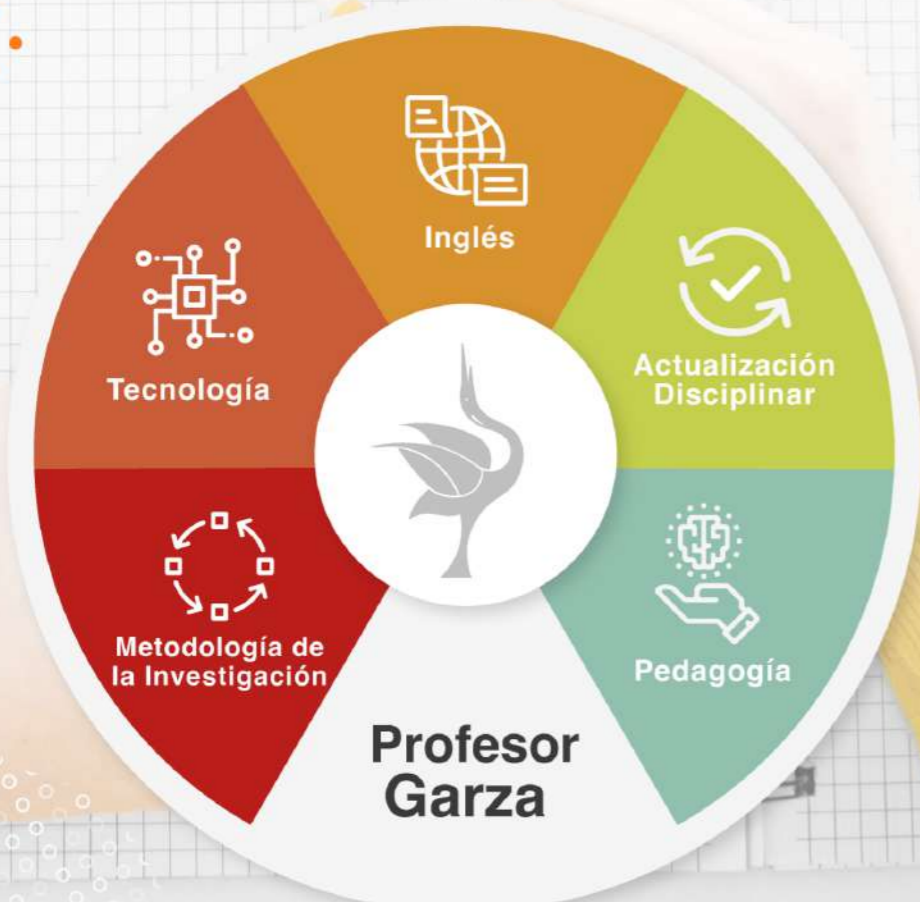 Inglés
Tecnología
Actualización
Disciplinar
Metodología de
la Investigación
Pedagogía
Profesor
Garza